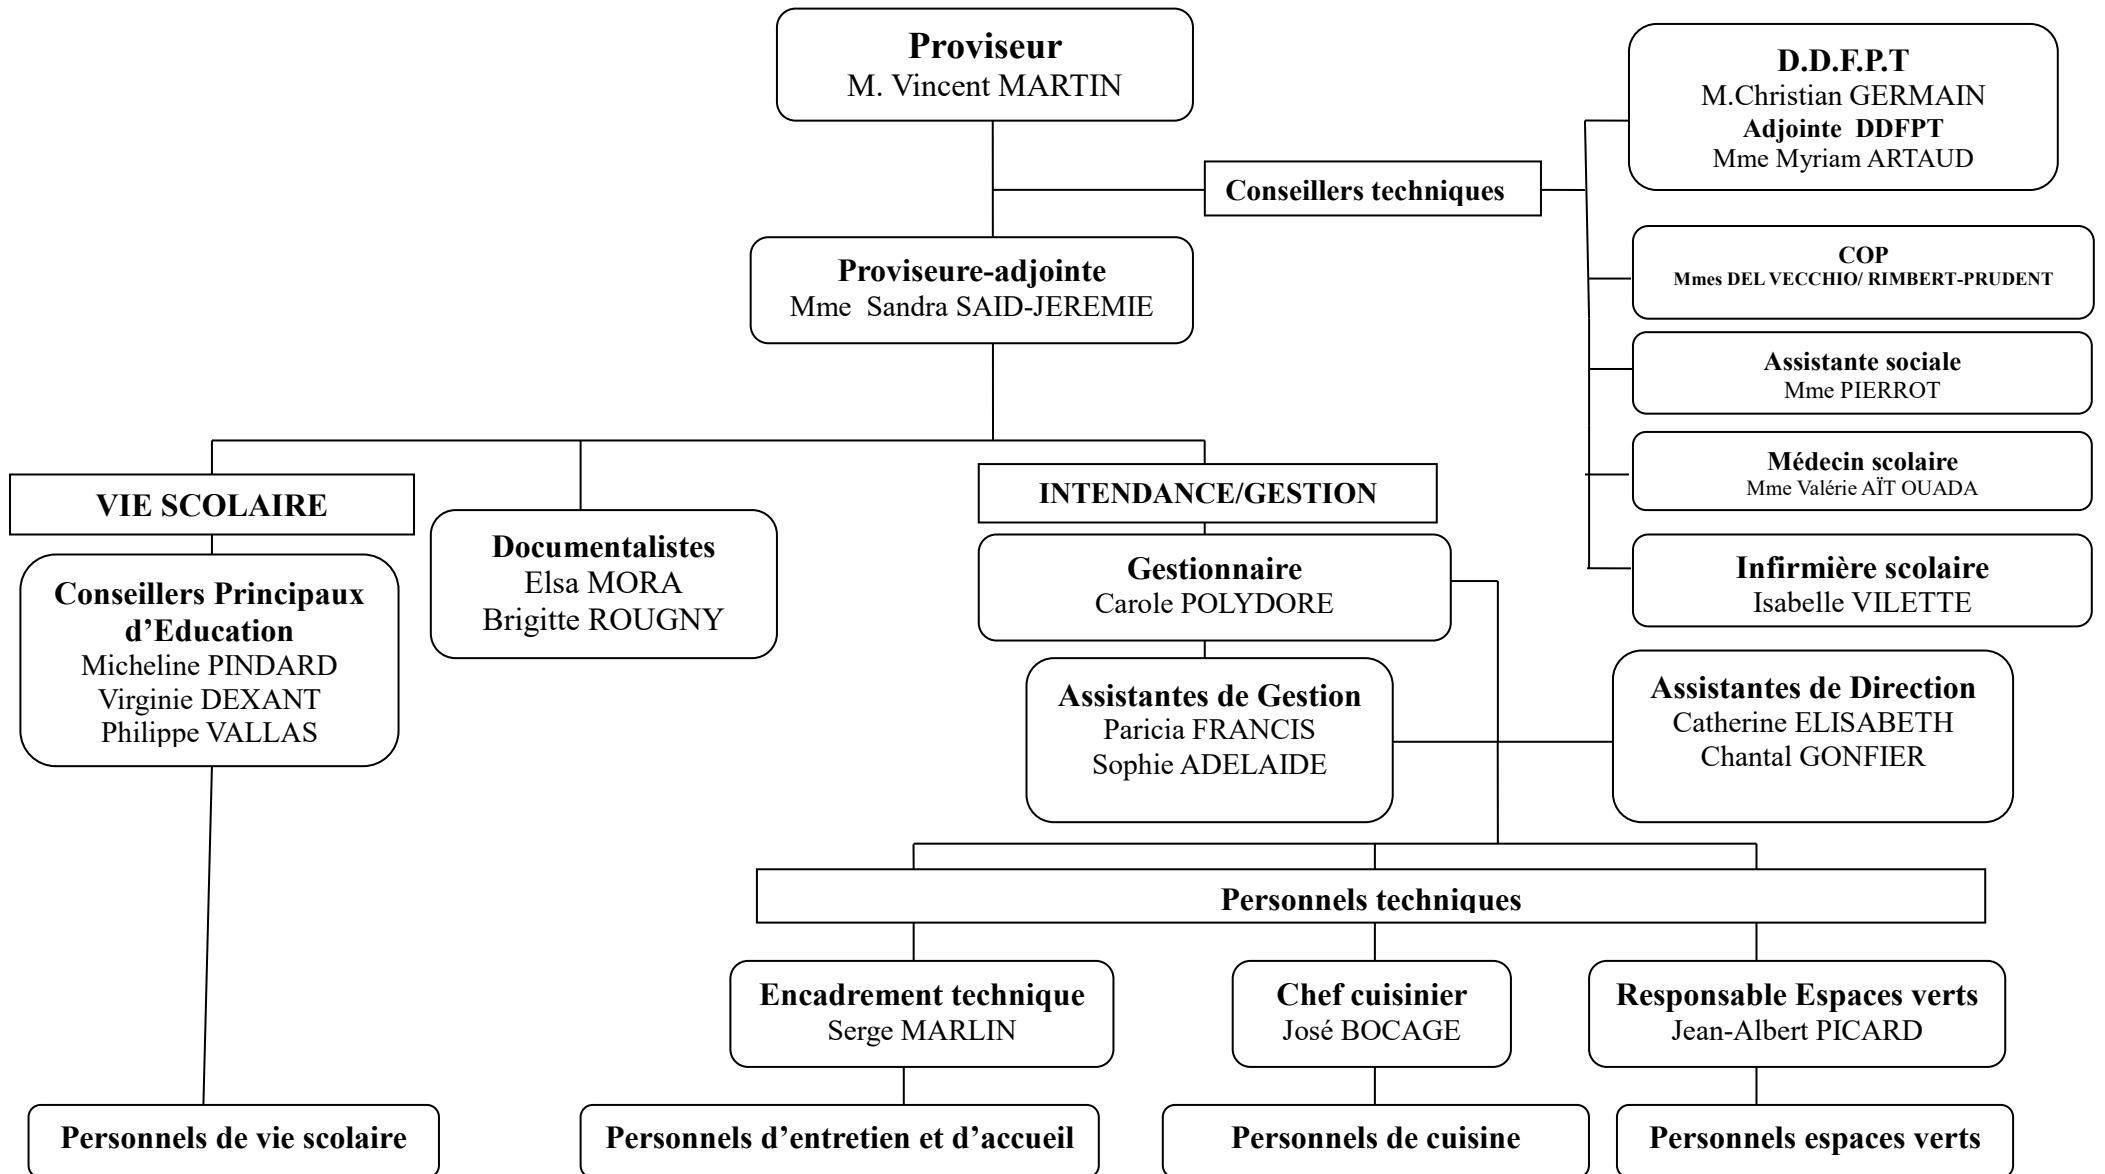 Proviseur
M. Vincent MARTIN
D.D.F.P.T
M.Christian GERMAIN
Adjointe  DDFPT
Mme Myriam ARTAUD
Conseillers techniques
Proviseure-adjointe
Mme  Sandra SAID-JEREMIE
COP
Mmes DEL VECCHIO/ RIMBERT-PRUDENT
Assistante sociale
Mme PIERROT
Médecin scolaire
Mme Valérie AÏT OUADA
Infirmière scolaire
Isabelle VILETTE
VIE SCOLAIRE
Conseillers Principaux
d’Education
Micheline PINDARD
Virginie DEXANT
Philippe VALLAS
Documentalistes
Elsa MORA
Brigitte ROUGNY
INTENDANCE/GESTION
Gestionnaire
Carole POLYDORE
Assistantes de Gestion
Paricia FRANCIS
Sophie ADELAIDE
Assistantes de Direction
Catherine ELISABETH
Chantal GONFIER
Personnels techniques
Encadrement technique
Serge MARLIN
Chef cuisinier
José BOCAGE
Responsable Espaces verts
Jean-Albert PICARD
Personnels de vie scolaire
Personnels d’entretien et d’accueil
Personnels de cuisine
Personnels espaces verts